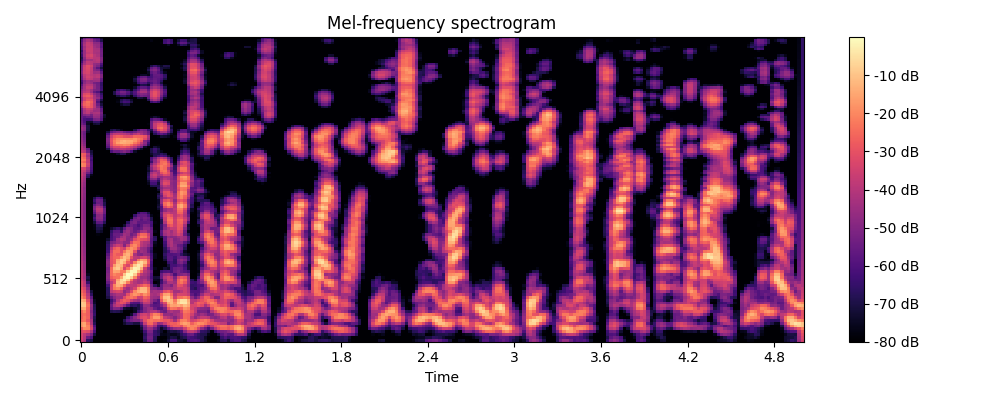 Mel-frequency spectrogram
Hz
4096
2048
1024
512
0
0 0.6 1.2 1.8 2.4 3 3.6 4.2 4.8
Time
-10 dB
-20 dB
-30 dB
-40 dB
-50 dB
-60 dB
-70 dB
-80 dB